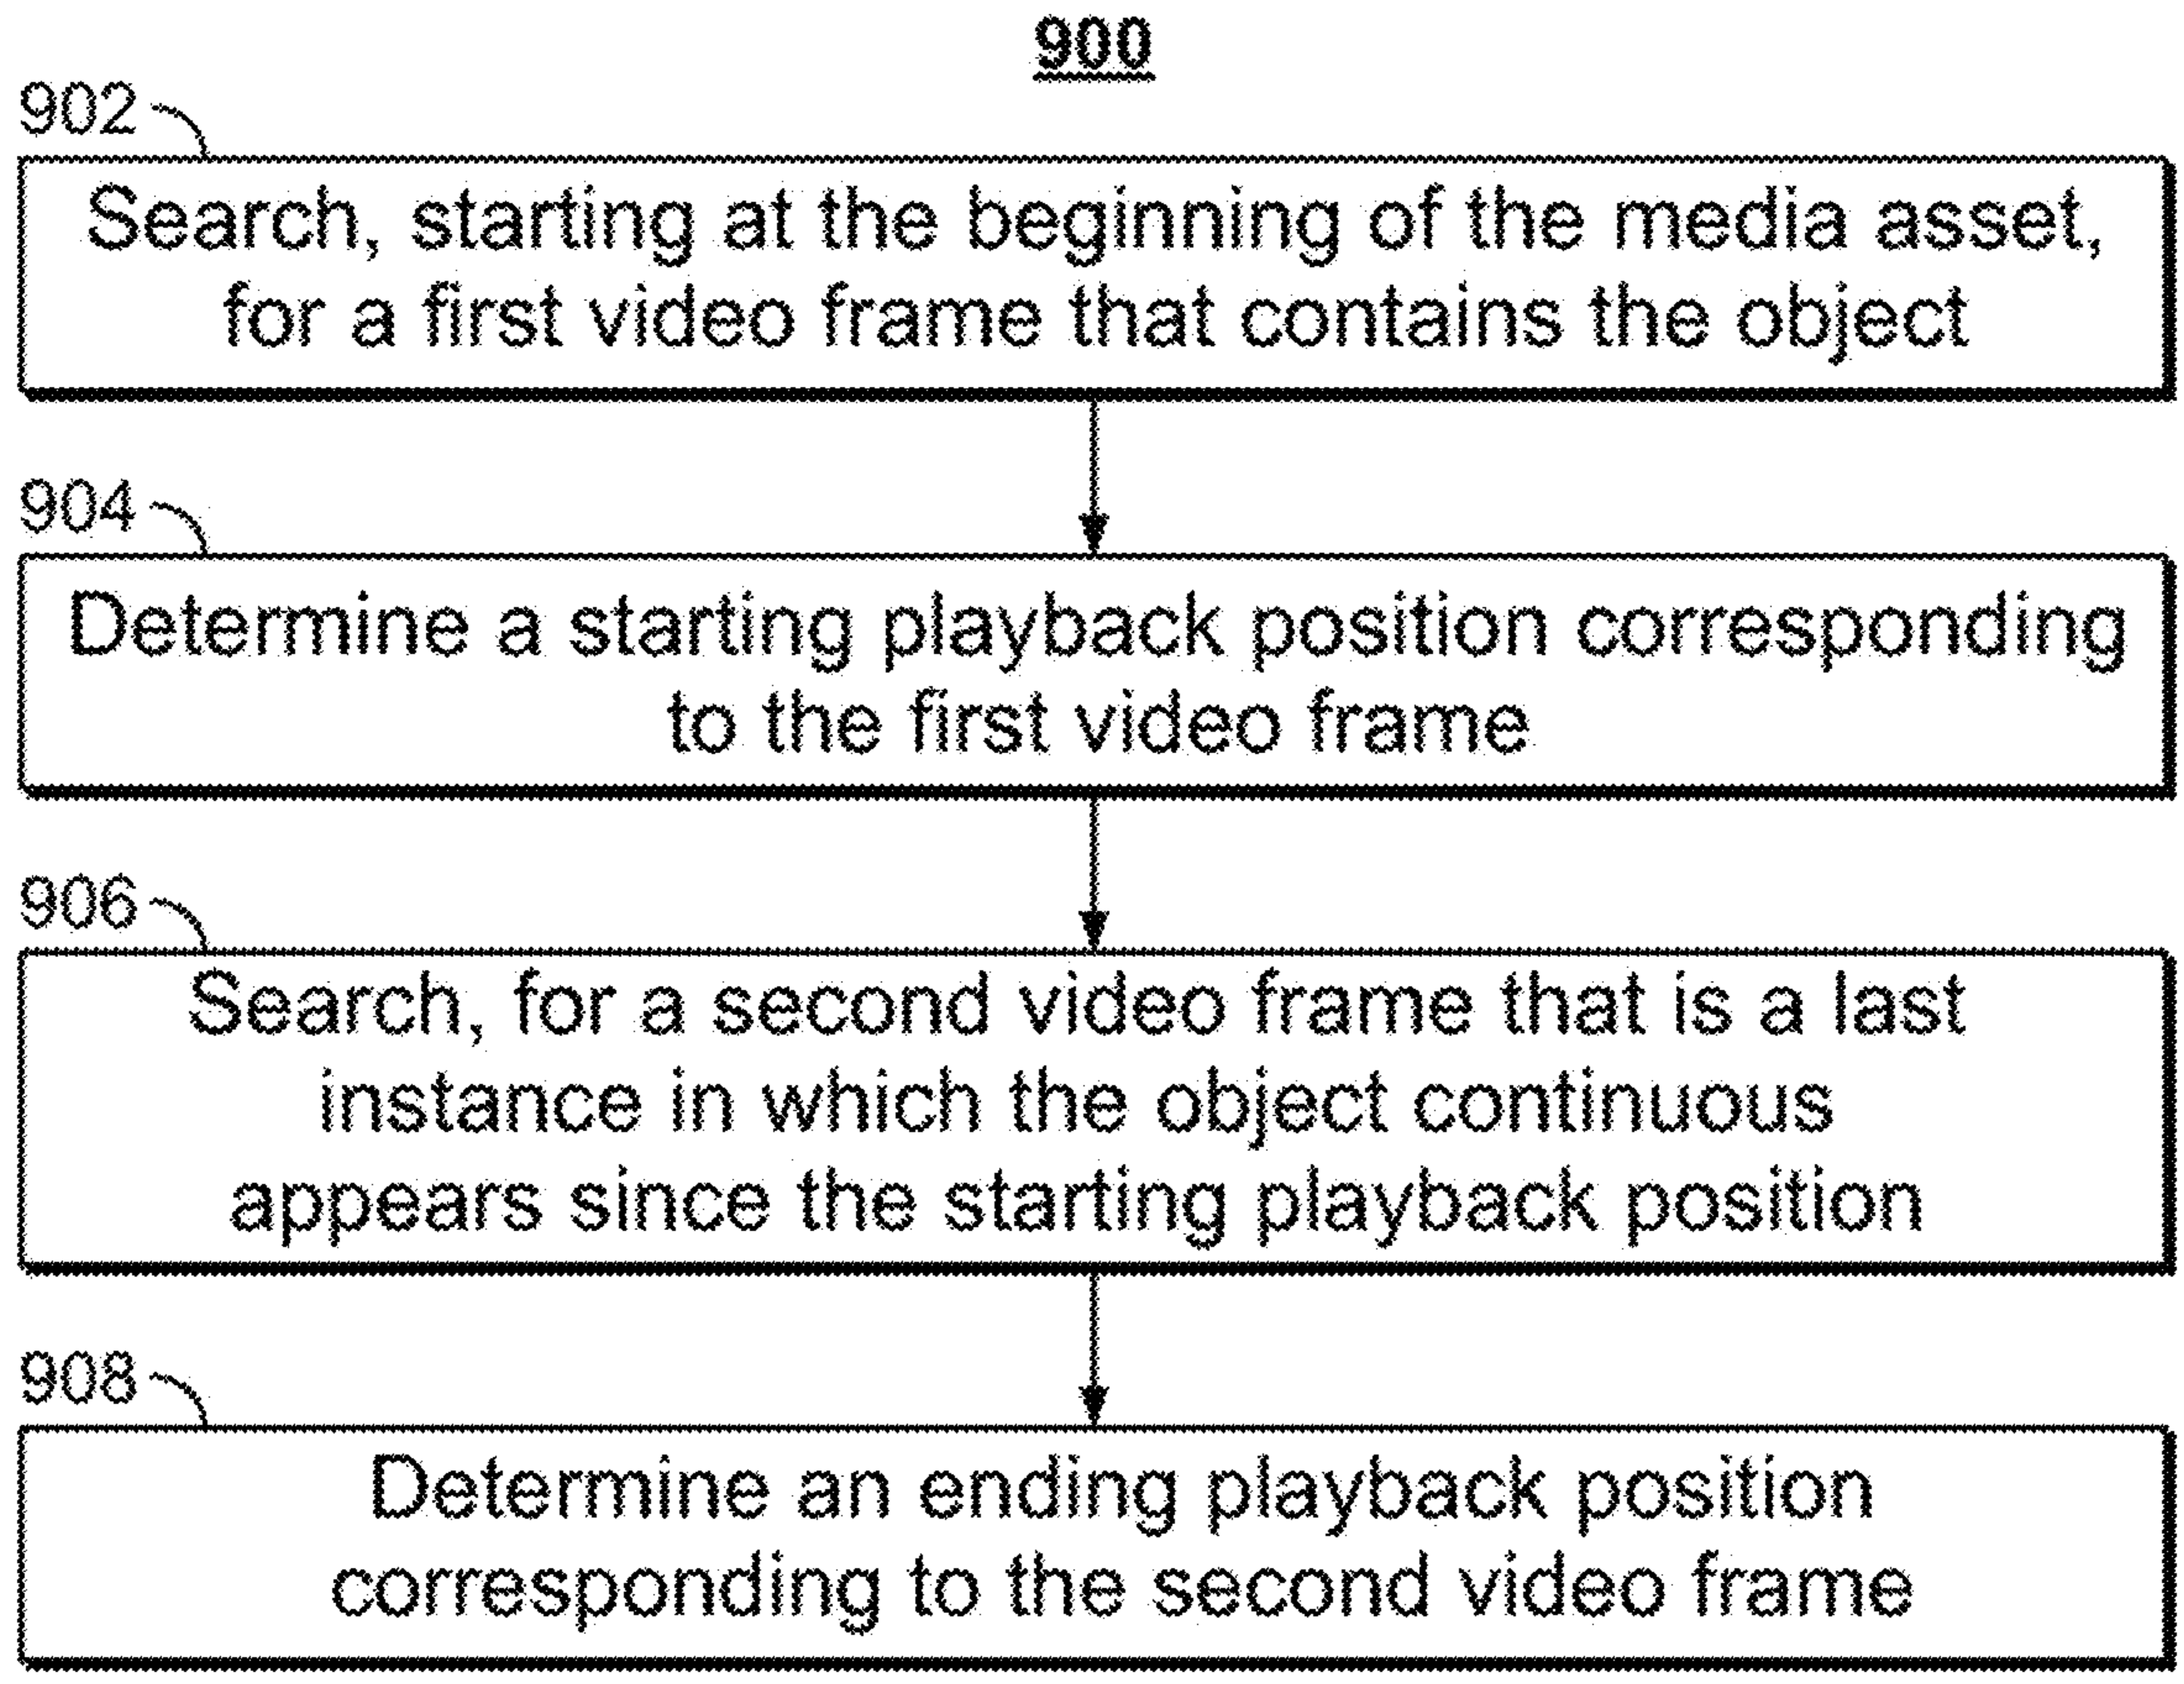 900
902
Search, starting at the beginning of the media asset,
for a first video frame that contains the object
904
Determine a starting playback position corresponding
to the first video frame
906
Search, for a second video frame that is a last
instance in which the object continuous
appears since the starting playback position
908
Determine an ending playback position
corresponding to the second video frame